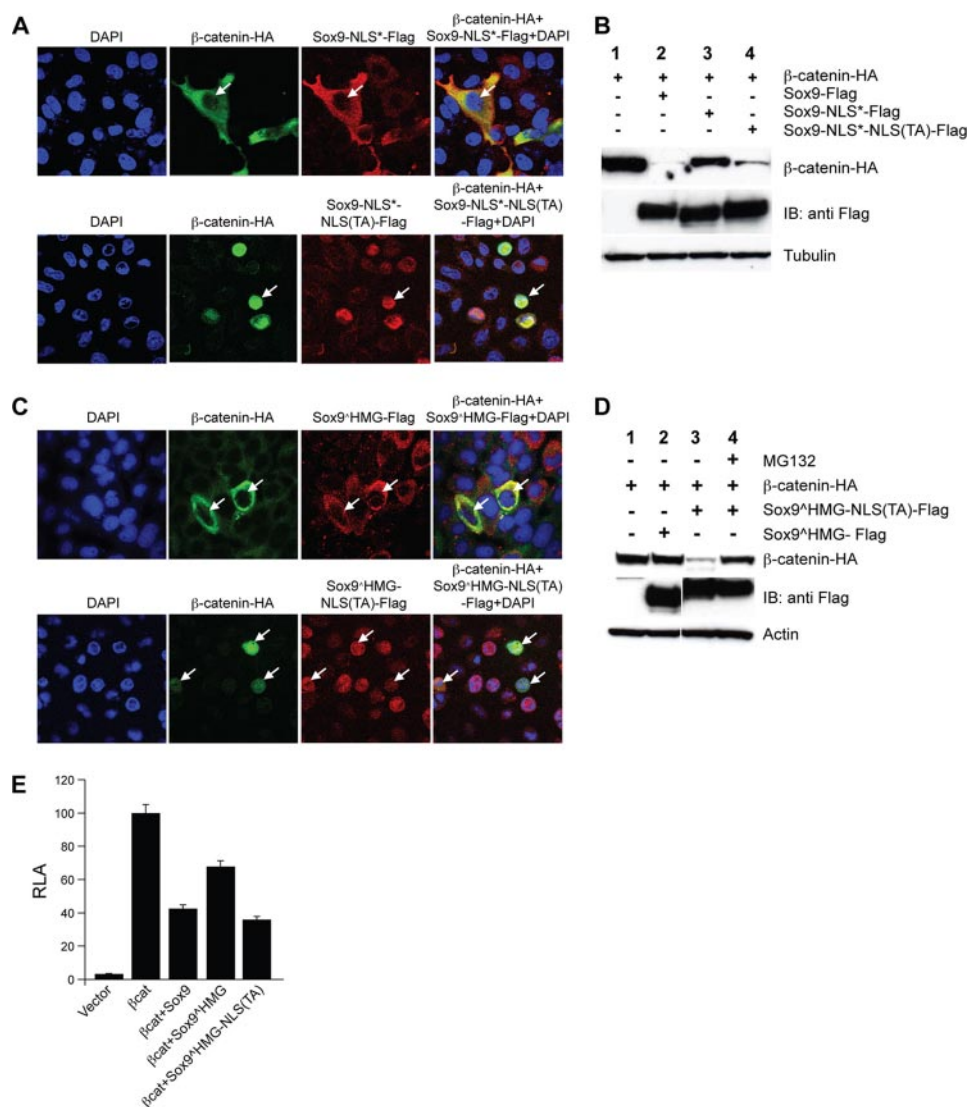 A
DAPI
β-catenin-HA
Sox9-NLS*-Flag
β-catenin-HA+
Sox9-NLS*-Flag+DAPI
DAPI
β-catenin-HA
Sox9-NLS*-
NLS(TA)-Flag
β-catenin-HA+
Sox9-NLS*-NLS(TA)
-Flag+DAPI
B
1 2 3 4
+ + + + β-catenin-HA
- + - - Sox9-Flag
- - + - Sox9-NLS*-Flag
- - - + Sox9-NLS*-NLS(TA)-Flag
β-catenin-HA
IB: anti Flag
Tubulin
C
DAPI
β-catenin-HA
Sox9^HMG-Flag
β-catenin-HA+
Sox9^HMG-Flag+DAPI
DAPI
β-catenin-HA
Sox9^HMG-
NLS(TA)-Flag
β-catenin-HA+
Sox9^HMG-NLS(TA)
-Flag+DAPI
D
1 2 3 4
- - - + MG132
+ + + + β-catenin-HA
- - + + Sox9^HMG-NLS(TA)-Flag
- + - - Sox9^HMG- Flag
β-catenin-HA
IB: anti Flag
Actin
E
RLA
120
100
80
60
40
20
0
Vector
βcat
βcat+Sox9
βcat+Sox9^HMG
βcat+Sox9^HMG-NLS(TA)